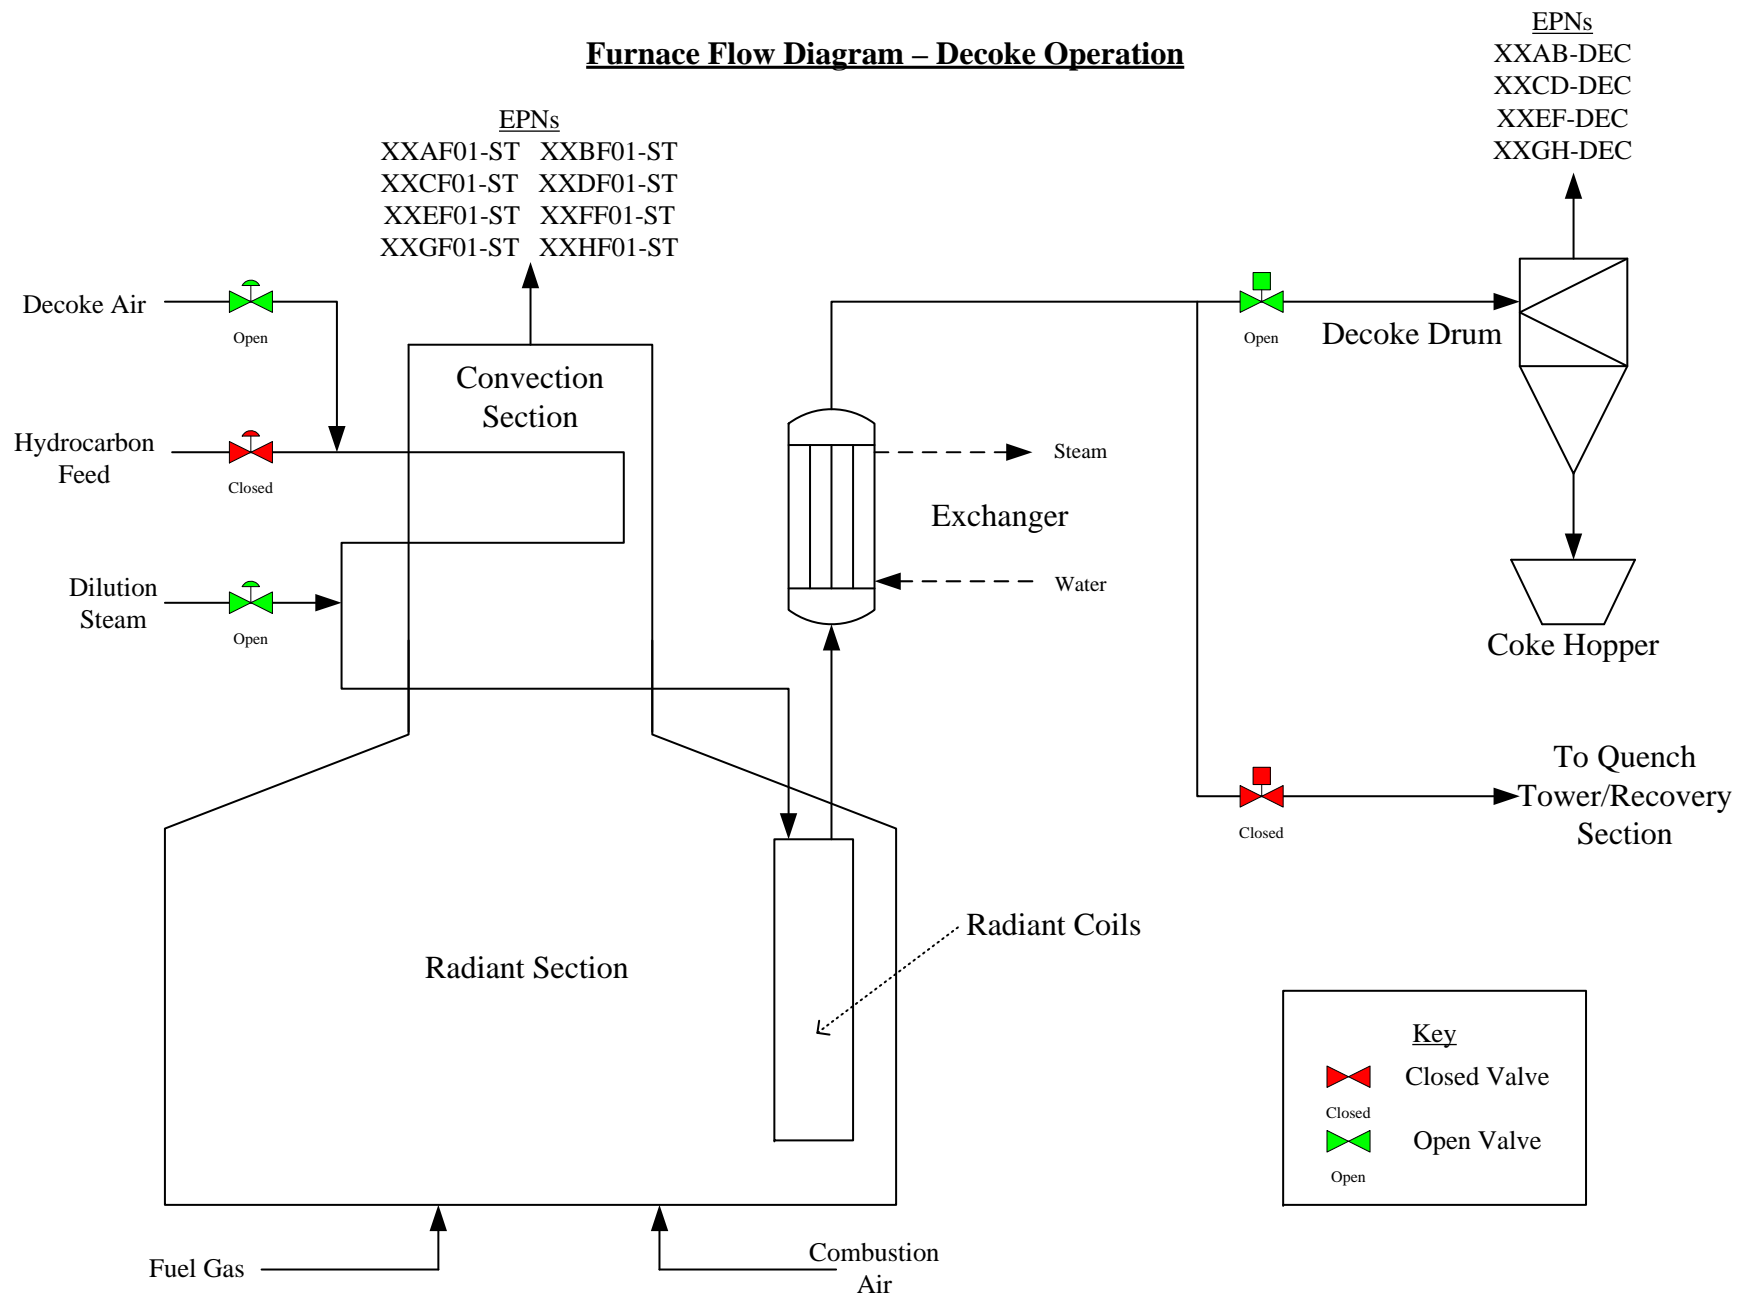 Furnace Flow Diagram – Decoke Operation
EPNs
XXAB-DEC
XXCD-DEC
XXEF-DEC
XXGH-DEC
EPNs
XXAF01-ST XXBF01-ST
XXCF01-ST XXDF01-ST
XXEF01-ST XXFF01-ST
XXGF01-ST XXHF01-ST
Decoke Air
Open
Convection
Section
Hydrocarbon
Feed
Closed
Dilution
Steam
Open
Steam
Exchanger
Water
Open
Decoke Drum
Coke Hopper
Closed
To Quench
Tower/Recovery
Section
Radiant Coils
Radiant Section
Key
Closed Valve
Closed
Open Valve
Open
Fuel Gas
Combustion
Air